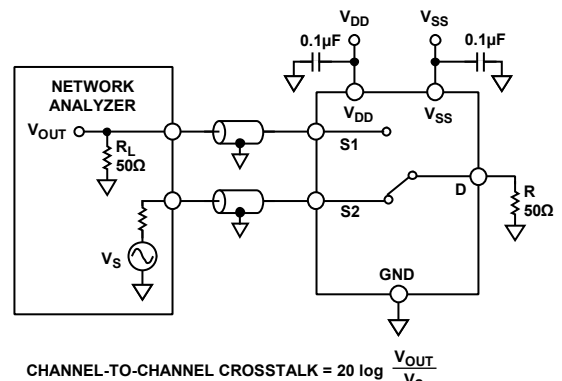 V_DD
V_SS
0.1µF
0.1µF
NETWORK
ANALYZER
V_DD
V_SS
V_OUT
R_L
50Ω
S1
S2
D
R
50Ω
V_S
GND
CHANNEL-TO-CHANNEL CROSSTALK = 20 log V_OUT
V_S